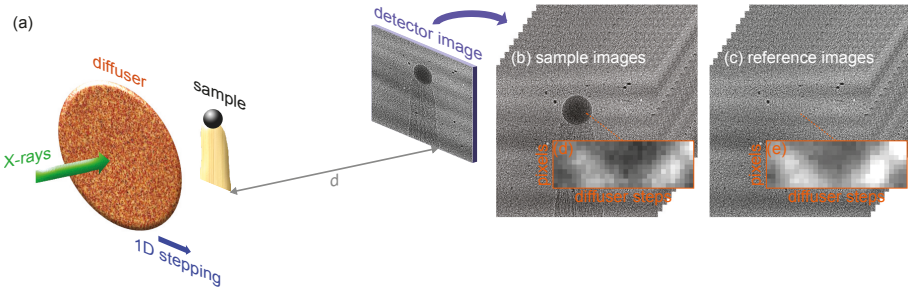 (a)
diffuser
X-rays
1D stepping
sample
d
detector image
(b) sample images
(d)
pixels
diffuser steps
(c) reference images
(e)
pixels
diffuser steps